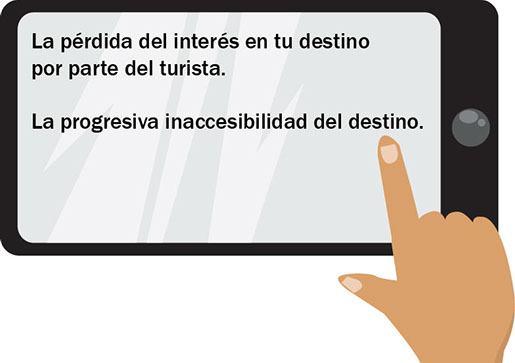 La pérdida del interés en tu destino
por parte del turista.
La progresiva inaccesibilidad del destino.